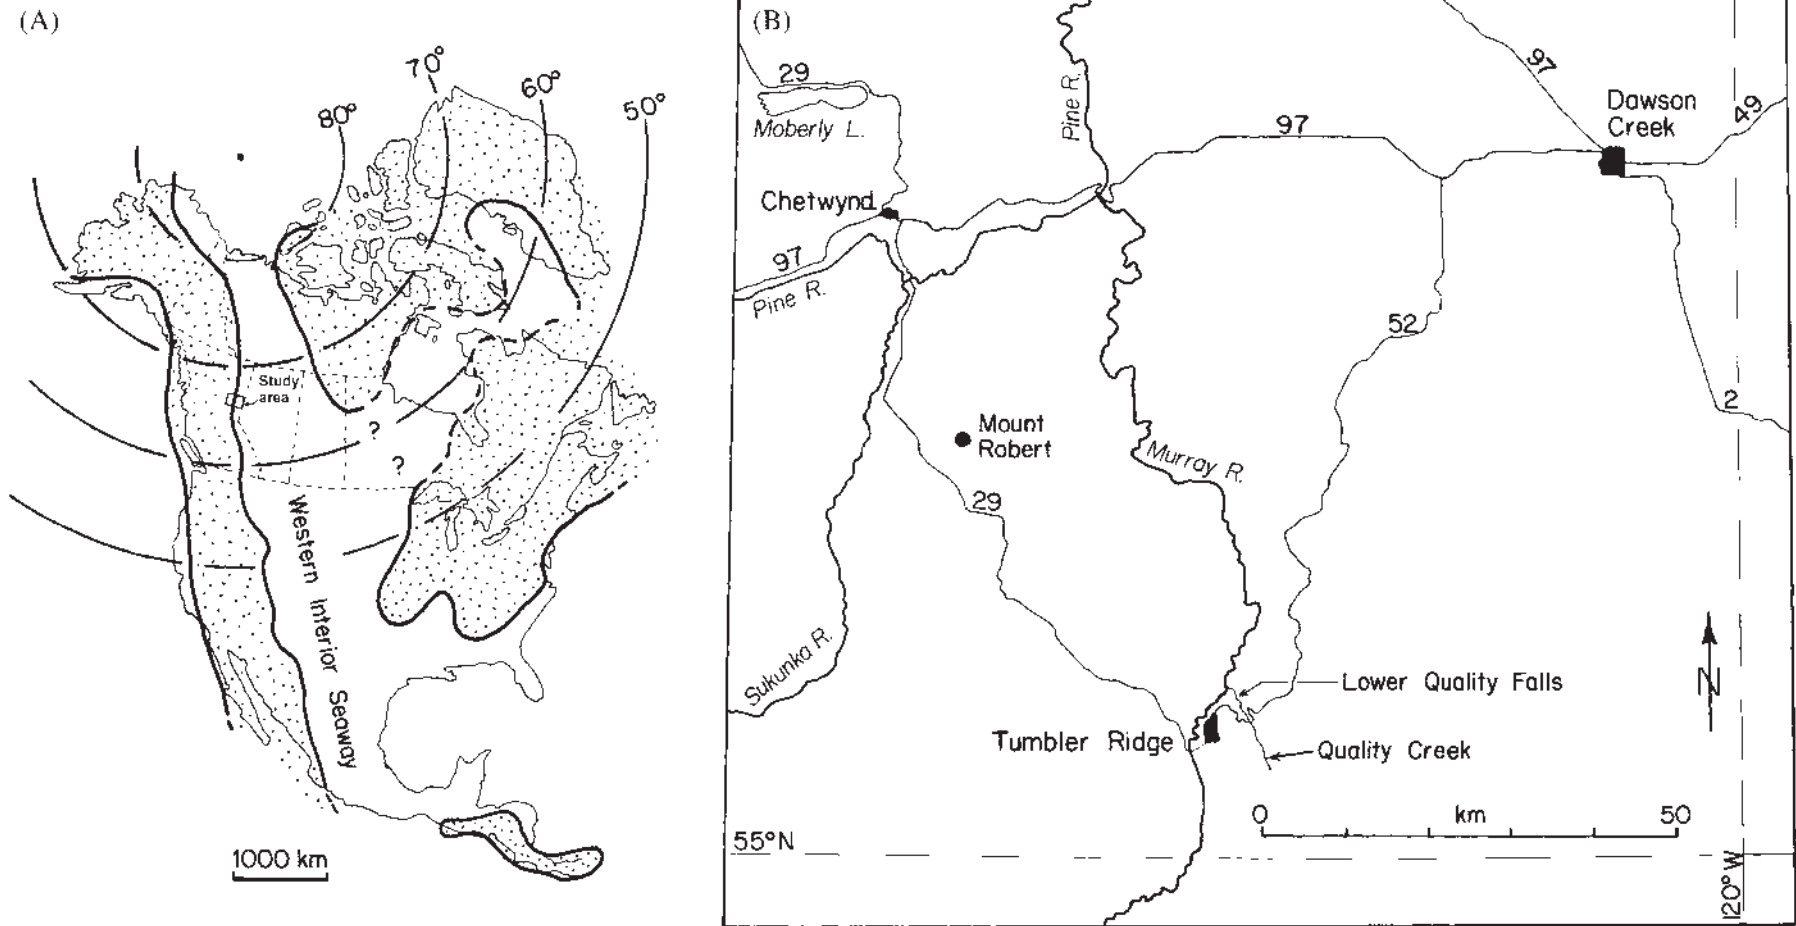 (A)
80°
70°
60°
50°
Study
area
?
?
Western Interior Seaway
1000 km
(B)
29
Moberly L.
Pine R.
97
97
Dawson
Creek
49
Chetwynd
97
Pine R.
52
2
Mount
Robert
Murray R.
29
Sukunka R.
Lower Quality Falls
Tumbler Ridge
Quality Creek
N
0 km 50
55°N
120°W